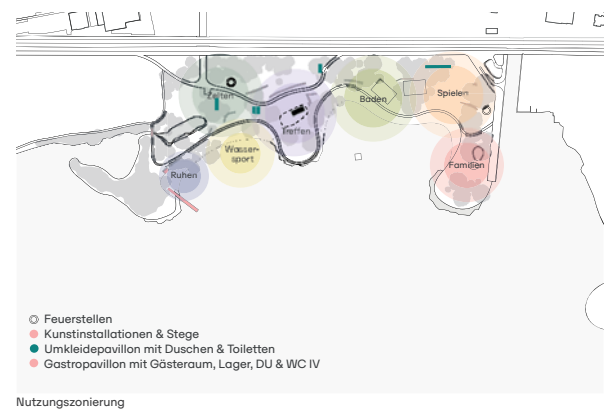 Zelten
Baden
Spielen
Treffen
Wasser-
sport
Familien
Ruhen
Feuerstellen
Kunstinstallationen & Stege
Umkleidepavillon mit Duschen & Toiletten
Gastropavillon mit Gästeraum, Lager, DU & WC IV
Nutzungszonierung